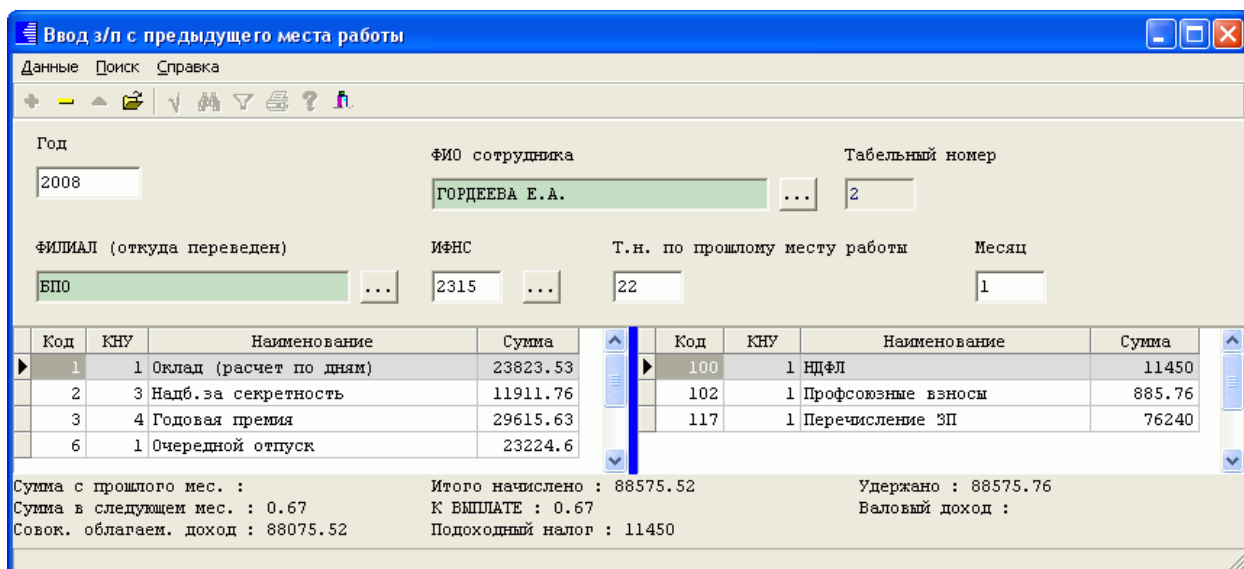 Ввод з/п с предыдущего места работы
Данные Поиск Справка
Год
ФИО сотрудника
Табельный номер
2008
ГОРДЕЕВА Е.А.
...
2
ФИЛИАЛ (откуда переведен)
ИФНС
Т.н. по прошлому месту работы
Месяц
БПО
...
2315
...
22
1
Код КНУ Наименование Сумма
1 1 Оклад (расчет по дням) 23823.53
2 3 Надб.за секретность 11911.76
3 4 Годовая премия 29615.63
6 1 Очередной отпуск 23224.6
Код КНУ Наименование Сумма
100 1 НДФЛ 11450
102 1 Профсоюзные взносы 885.76
117 1 Перечисление ЗП 76240
Сумма с прошлого мес. : Итого начислено : 88575.52 Удержано : 88575.76
Сумма в следующем мес. : 0.67 К ВЫПЛАТЕ : 0.67 Валовый доход :
Совок. облагаем. доход : 88075.52 Подоходный налог : 11450